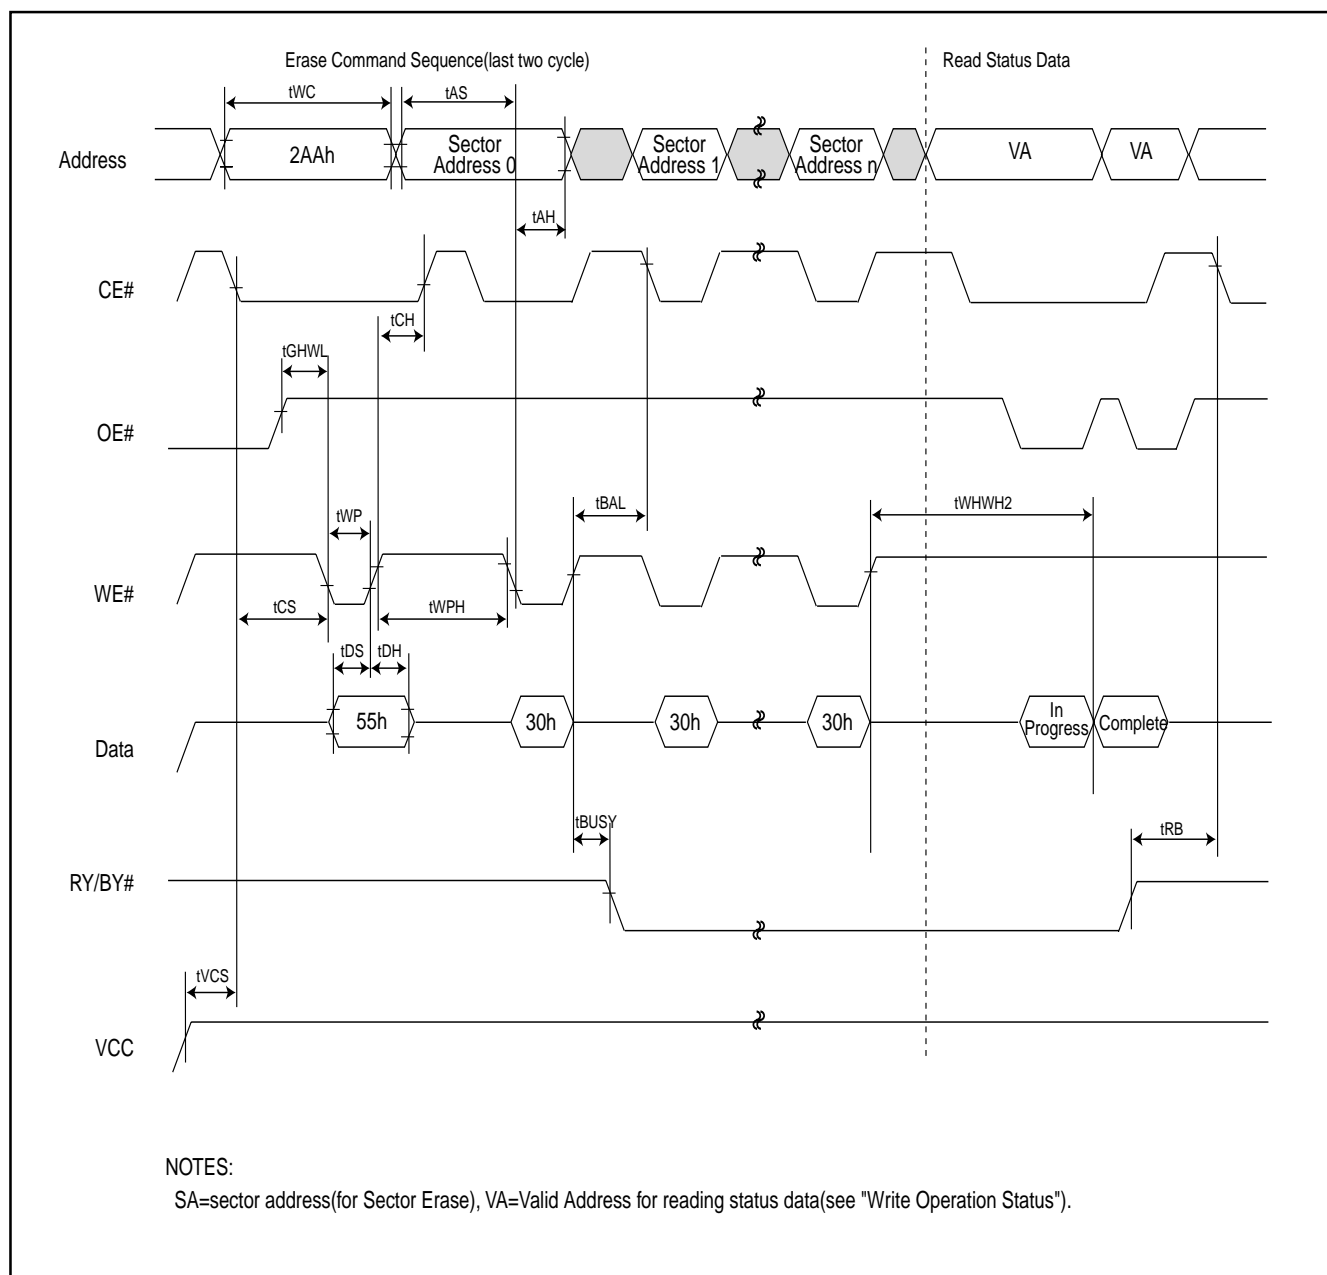 Erase Command Sequence(last two cycle)
Read Status Data
tWC
tAS
Address
2AAh
Sector
Address 0
Sector
Address 1
Sector
Address n
VA
VA
tAH
CE#
tCH
tGHWL
OE#
tWP
tBAL
tWHWH2
WE#
tCS
tWPH
tDS
tDH
Data
55h
30h
30h
30h
In
Progress
Complete
tBUSY
tRB
RY/BY#
tVCS
VCC
NOTES:
SA=sector address(for Sector Erase), VA=Valid Address for reading status data(see "Write Operation Status").